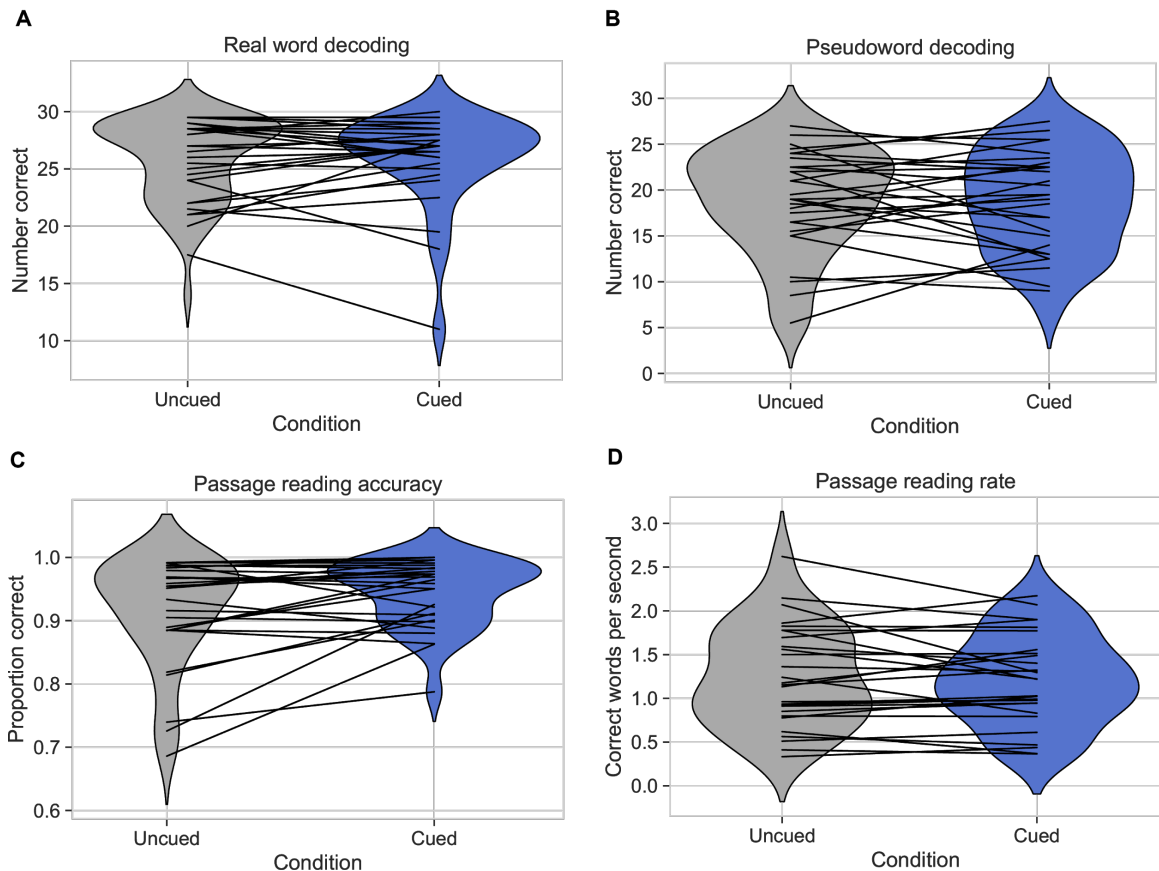 A
Real word decoding
Number correct
30
25
20
15
10
Uncued
Cued
Condition
B
Pseudoword decoding
Number correct
30
25
20
15
10
5
0
Uncued
Cued
Condition
C
Passage reading accuracy
Proportion correct
1.0
0.9
0.8
0.7
0.6
Uncued
Cued
Condition
D
Passage reading rate
Correct words per second
3.0
2.5
2.0
1.5
1.0
0.5
0.0
Uncued
Cued
Condition